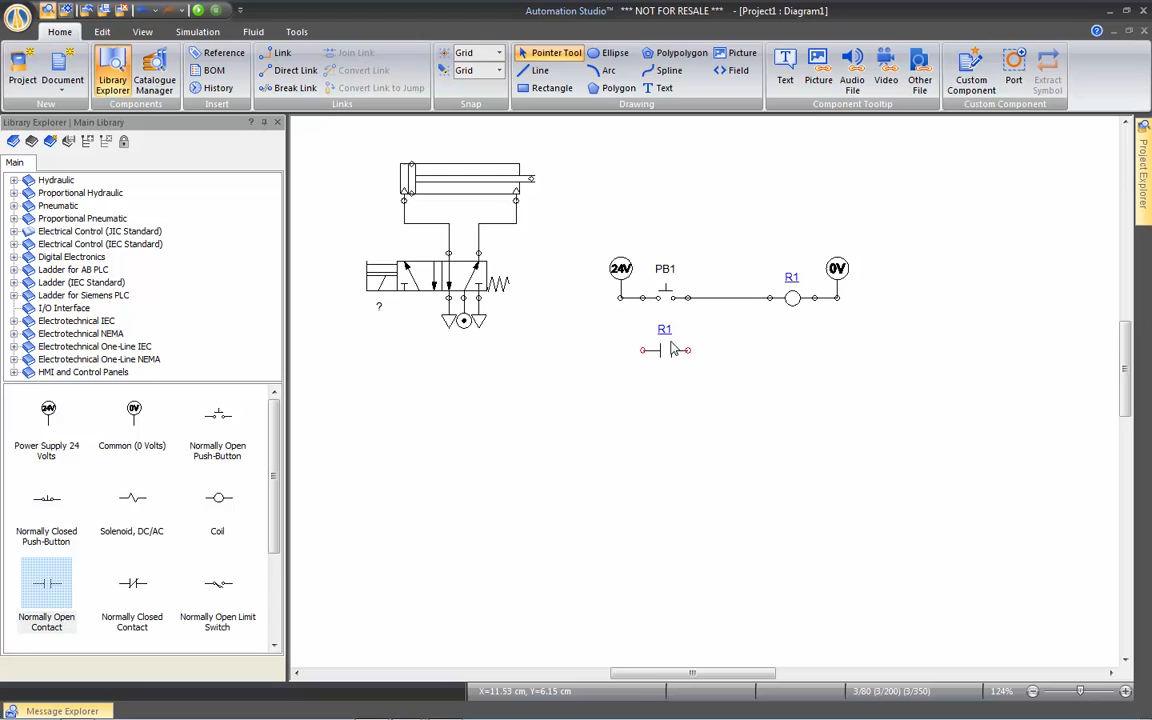 Automation Studio™ *** NOT FOR RESALE *** - [Project1 : Diagram1]
Home Edit View Simulation Fluid Tools
Project Document
New
Library Explorer Catalogue Manager
Components
Reference
BOM
History
Insert
Link Join Link
Direct Link Convert Link
Break Link Convert Link to Jump
Links
Grid
Grid
Snap
Pointer Tool Ellipse Polypolygon Picture
Line Arc Spline Field
Rectangle Polygon Text
Drawing
Text Picture Audio File Video Other File
Component Tooltip
Custom Component Port Extract Symbol
Custom Component
Library Explorer | Main Library
Main
Hydraulic
Proportional Hydraulic
Pneumatic
Proportional Pneumatic
Electrical Control (JIC Standard)
Electrical Control (IEC Standard)
Digital Electronics
Ladder for AB PLC
Ladder (IEC Standard)
Ladder for Siemens PLC
I/O Interface
Electrotechnical IEC
Electrotechnical NEMA
Electrotechnical One-Line IEC
Electrotechnical One-Line NEMA
HMI and Control Panels
24V 0V
Power Supply 24 Volts
Common (0 Volts)
Normally Open Push-Button
Normally Closed Push-Button
Solenoid, DC/AC
Coil
Normally Open Contact
Normally Closed Contact
Normally Open Limit Switch
?
24V PB1 R1 0V
R1
Project Explorer
X=11.53 cm, Y=6.15 cm 3/80 (3/200) (3/350) 124%
Message Explorer